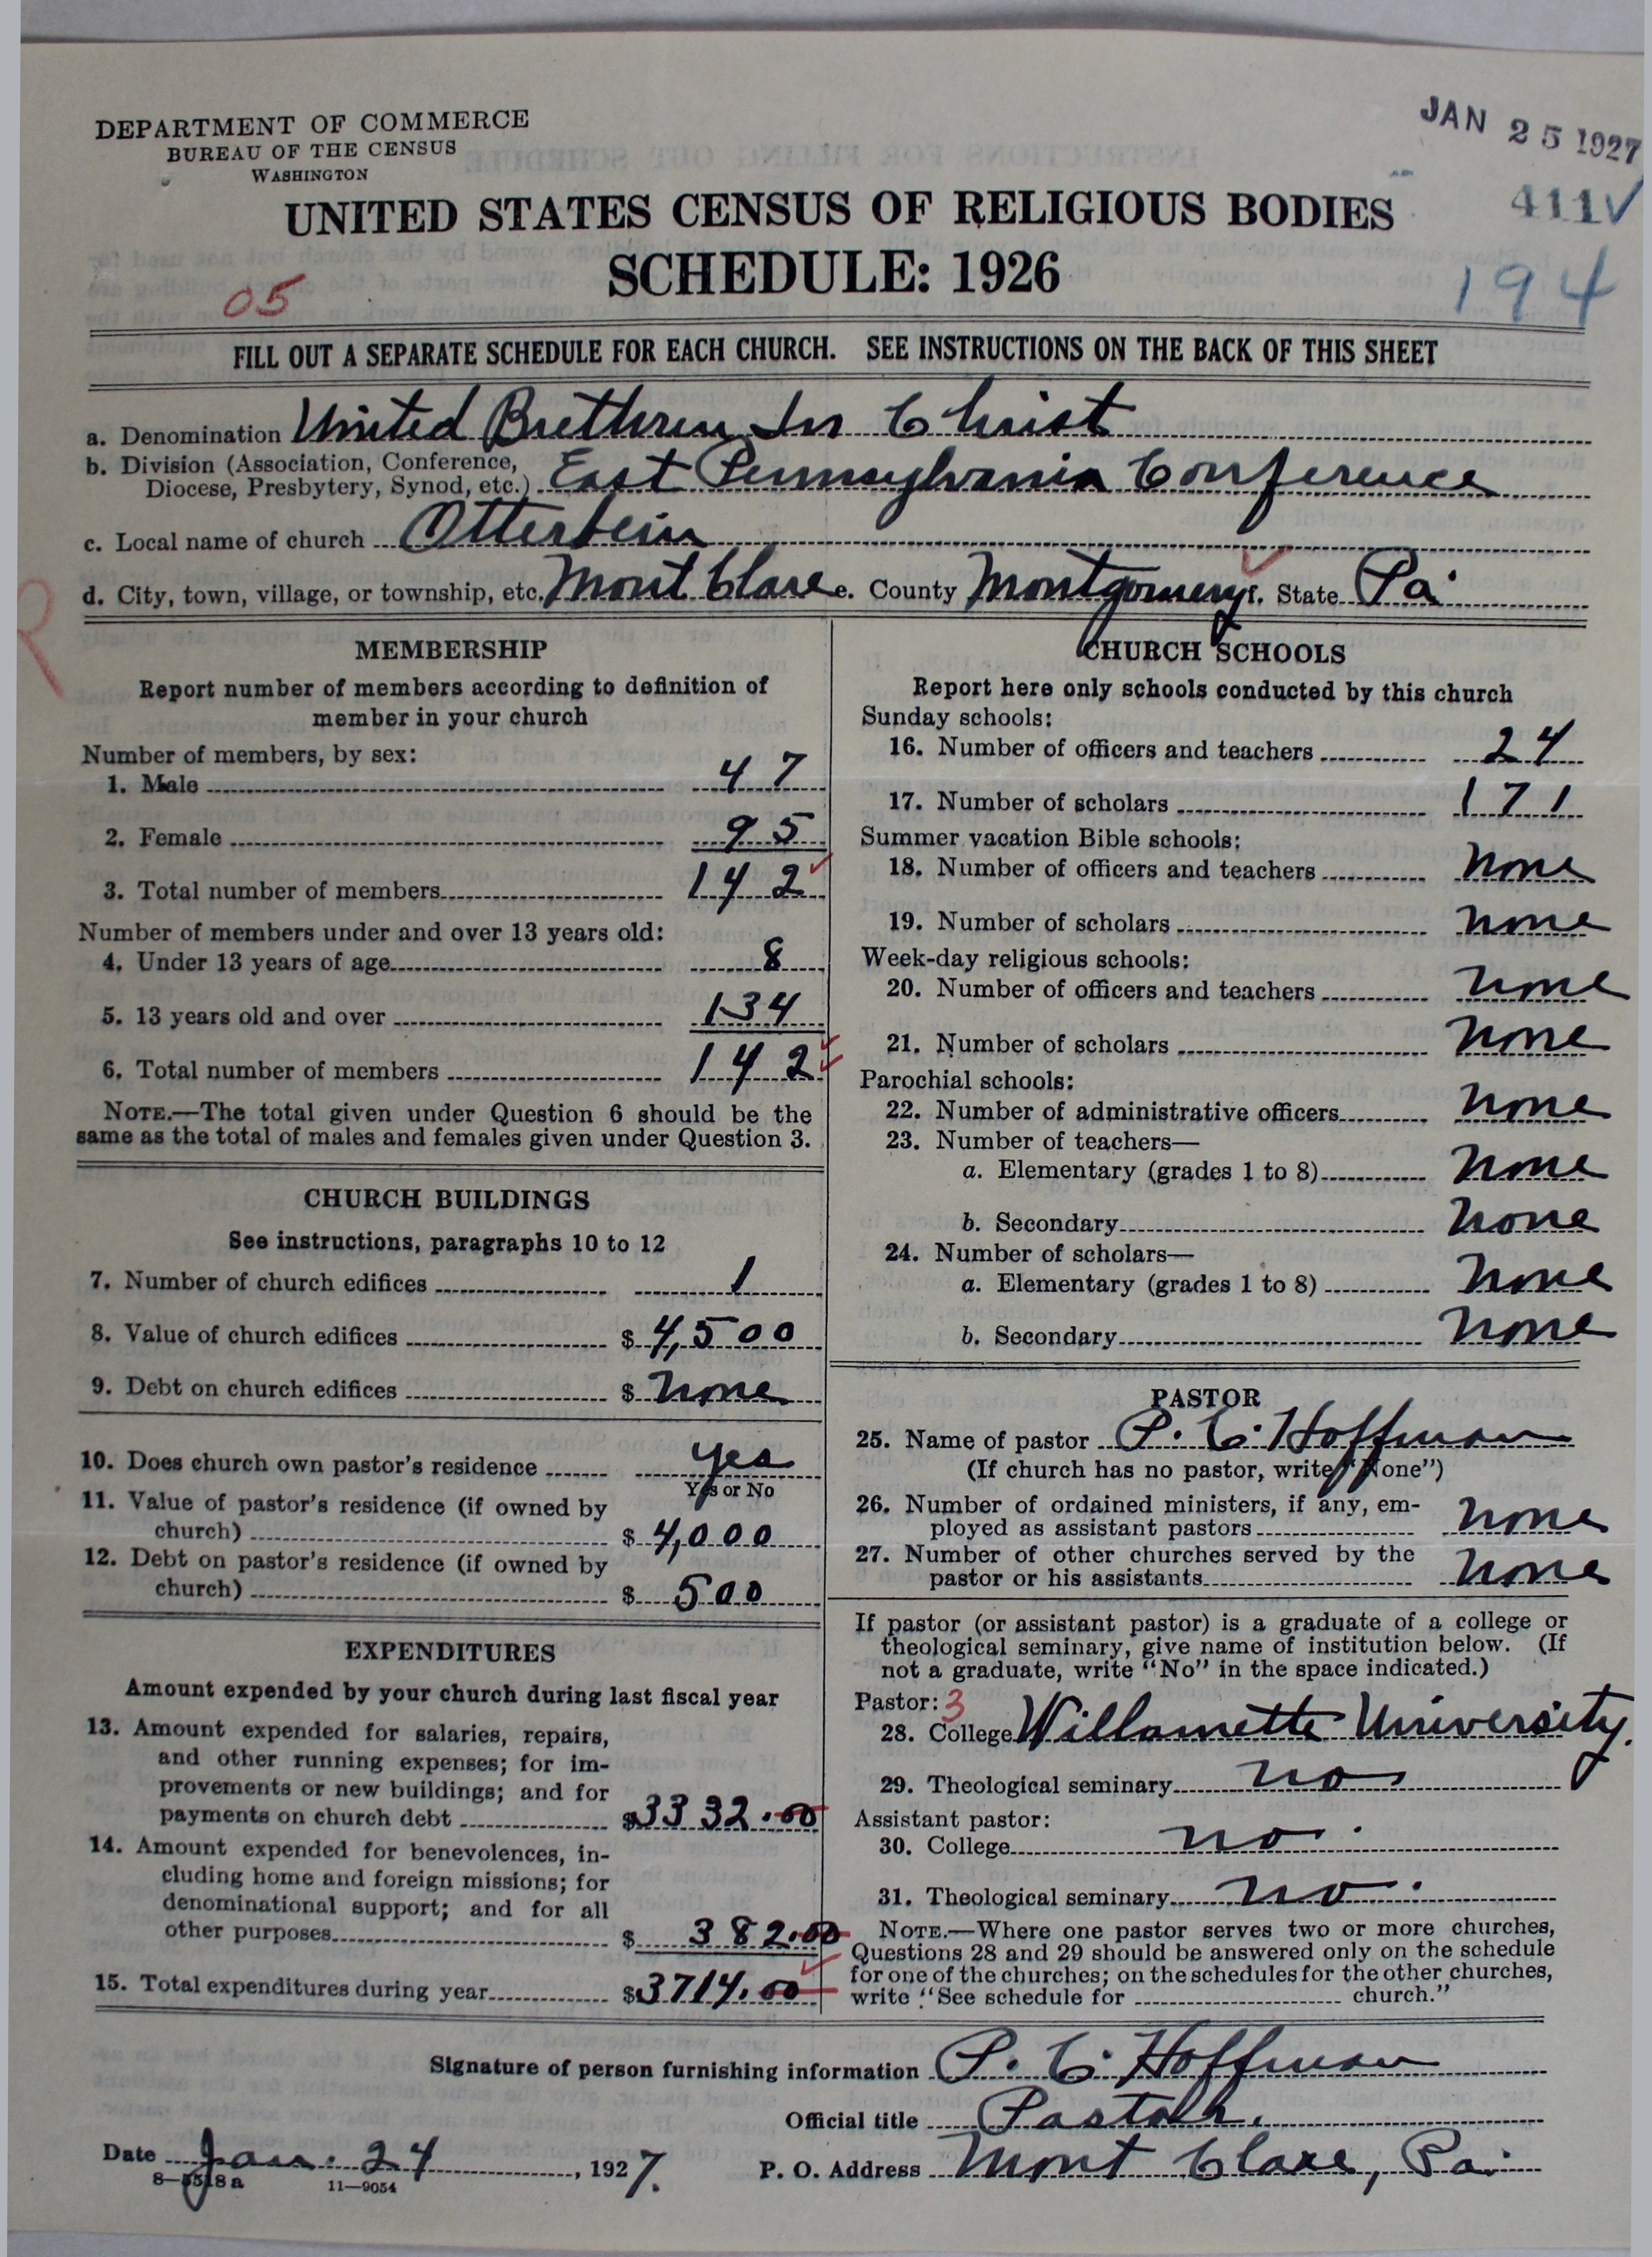 DEPARTMENT OF COMMERCE
BUREAU OF THE CENSUS
WASHINGTON
JAN 25 1927
411V
UNITED STATES CENSUS OF RELIGIOUS BODIES
SCHEDULE: 1926
05
194
FILL OUT A SEPARATE SCHEDULE FOR EACH CHURCH. SEE INSTRUCTIONS ON THE BACK OF THIS SHEET
a. Denomination United Brethren In Christ
b. Division (Association, Conference,
Diocese, Presbytery, Synod, etc.) East Pennsylvania Conference
c. Local name of church Otterbein
d. City, town, village, or township, etc. Mont Clare e. County Montgomery f. State Pa.
R
MEMBERSHIP
Report number of members according to definition of
member in your church
Number of members, by sex:
1. Male 47
2. Female 95
3. Total number of members 142
Number of members under and over 13 years old:
4. Under 13 years of age 8
5. 13 years old and over 134
6. Total number of members 142
NOTE.—The total given under Question 6 should be the
same as the total of males and females given under Question 3.
CHURCH BUILDINGS
See instructions, paragraphs 10 to 12
7. Number of church edifices 1
8. Value of church edifices $ 4,500
9. Debt on church edifices $ none
10. Does church own pastor's residence yes
Yes or No
11. Value of pastor's residence (if owned by
church) $ 4,000
12. Debt on pastor's residence (if owned by
church) $ 500
EXPENDITURES
Amount expended by your church during last fiscal year
13. Amount expended for salaries, repairs,
and other running expenses; for im-
provements or new buildings; and for
payments on church debt $3332.00
14. Amount expended for benevolences, in-
cluding home and foreign missions; for
denominational support; and for all
other purposes $ 382.00
15. Total expenditures during year $3714.00
CHURCH SCHOOLS
Report here only schools conducted by this church
Sunday schools:
16. Number of officers and teachers 24
17. Number of scholars 171
Summer vacation Bible schools:
18. Number of officers and teachers none
19. Number of scholars none
Week-day religious schools:
20. Number of officers and teachers none
21. Number of scholars none
Parochial schools:
22. Number of administrative officers none
23. Number of teachers—
a. Elementary (grades 1 to 8) none
b. Secondary none
24. Number of scholars—
a. Elementary (grades 1 to 8) none
b. Secondary none
PASTOR
25. Name of pastor P. C. Hoffman
(If church has no pastor, write "None")
26. Number of ordained ministers, if any, em-
ployed as assistant pastors none
27. Number of other churches served by the
pastor or his assistants none
If pastor (or assistant pastor) is a graduate of a college or
theological seminary, give name of institution below. (If
not a graduate, write "No" in the space indicated.)
Pastor: 3
28. College Willamette University.
29. Theological seminary no
Assistant pastor:
30. College no.
31. Theological seminary no.
NOTE.—Where one pastor serves two or more churches,
Questions 28 and 29 should be answered only on the schedule
for one of the churches; on the schedules for the other churches,
write "See schedule for church."
Signature of person furnishing information P. C. Hoffman
Official title Pastor.
Date Jan. 24, 1927. P. O. Address Mont Clare, Pa.
8—5518a 11—9054